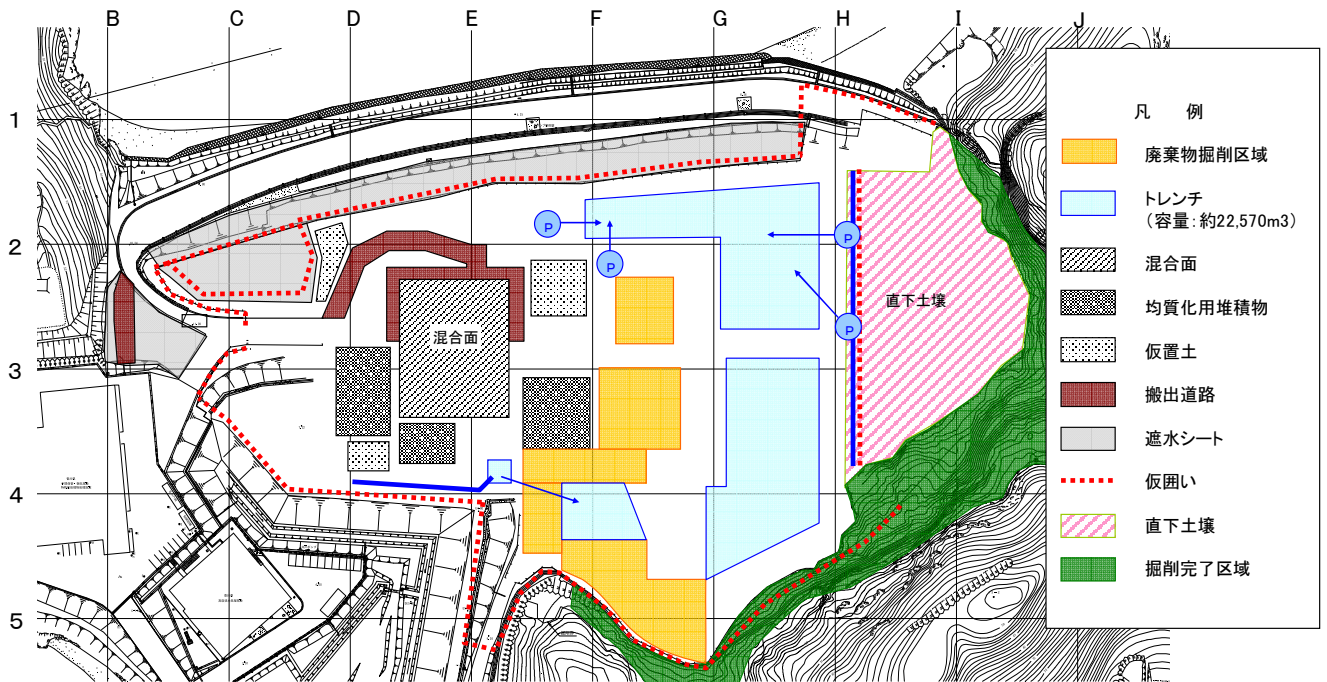 B C D E F G H I J
1
2
3
4
5
P
P
P
P
混合面
直下土壌
凡 例
廃棄物掘削区域
トレンチ
(容量:約22,570m3)
混合面
均質化用堆積物
仮置土
搬出道路
遮水シート
仮囲い
直下土壌
掘削完了区域